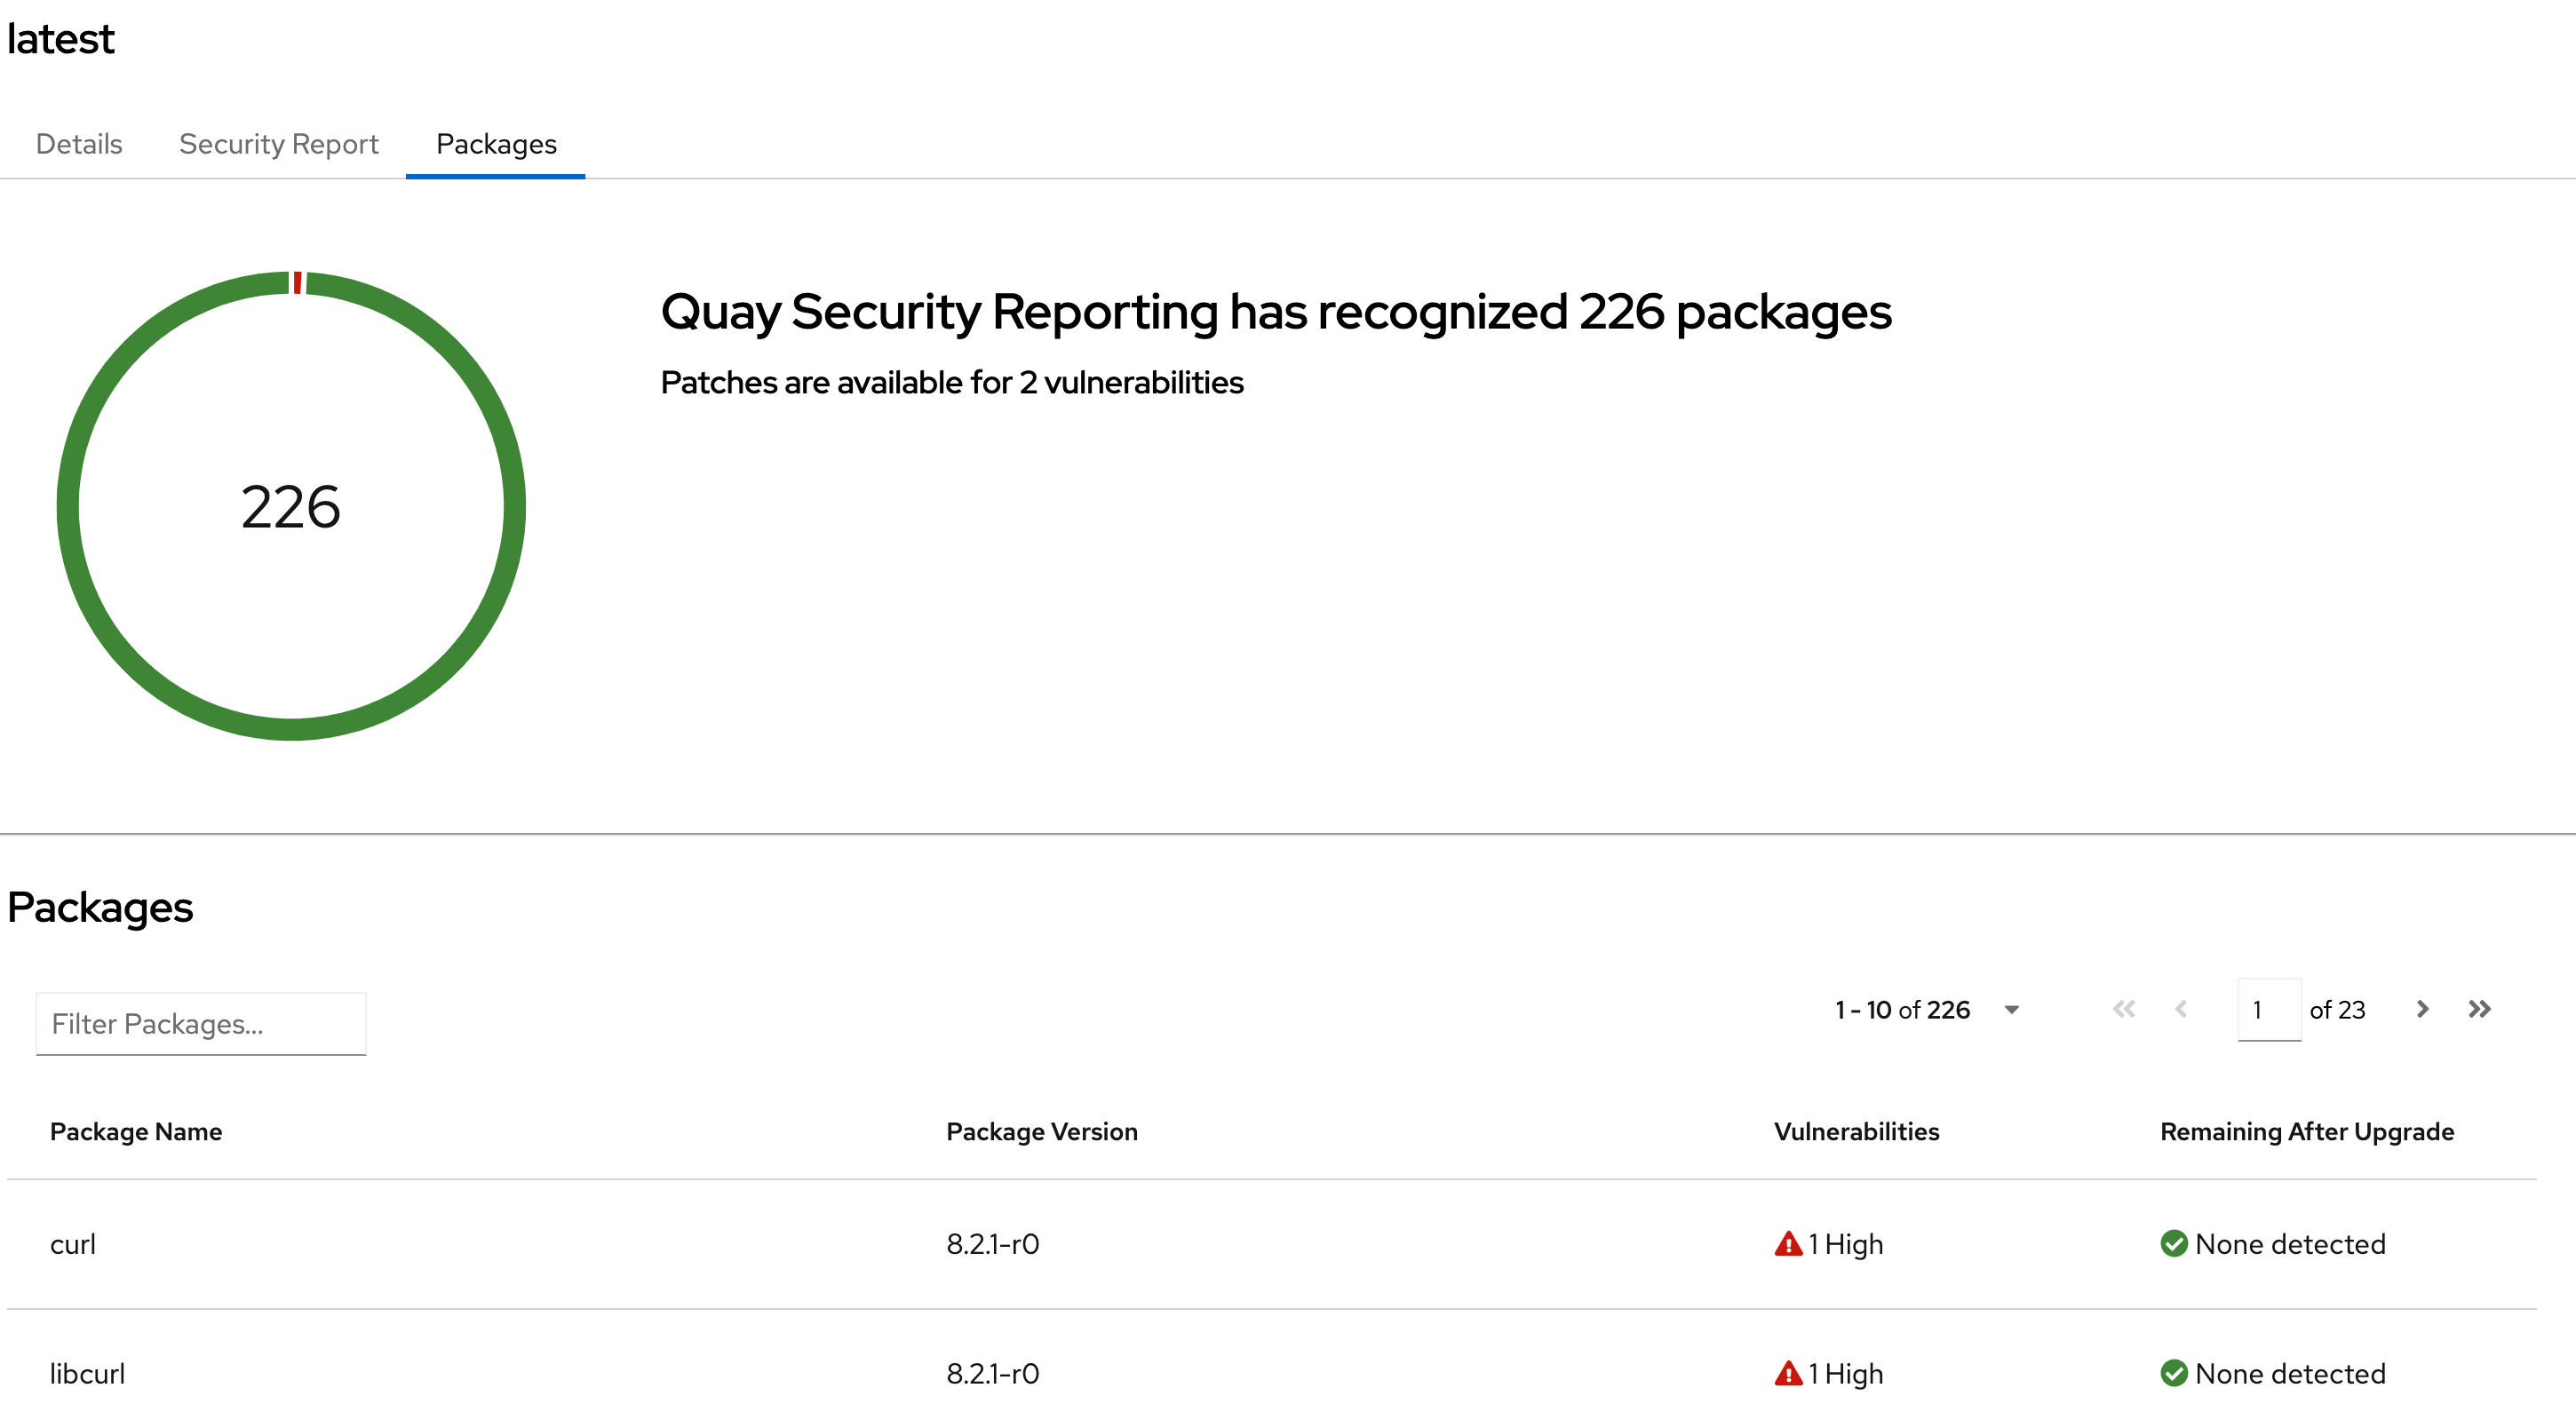 latest
Details Security Report Packages
226
Quay Security Reporting has recognized 226 packages
Patches are available for 2 vulnerabilities
Packages
Filter Packages...
1 - 10 of 226
1 of 23
Package Name Package Version Vulnerabilities Remaining After Upgrade
curl 8.2.1-r0 1 High None detected
libcurl 8.2.1-r0 1 High None detected